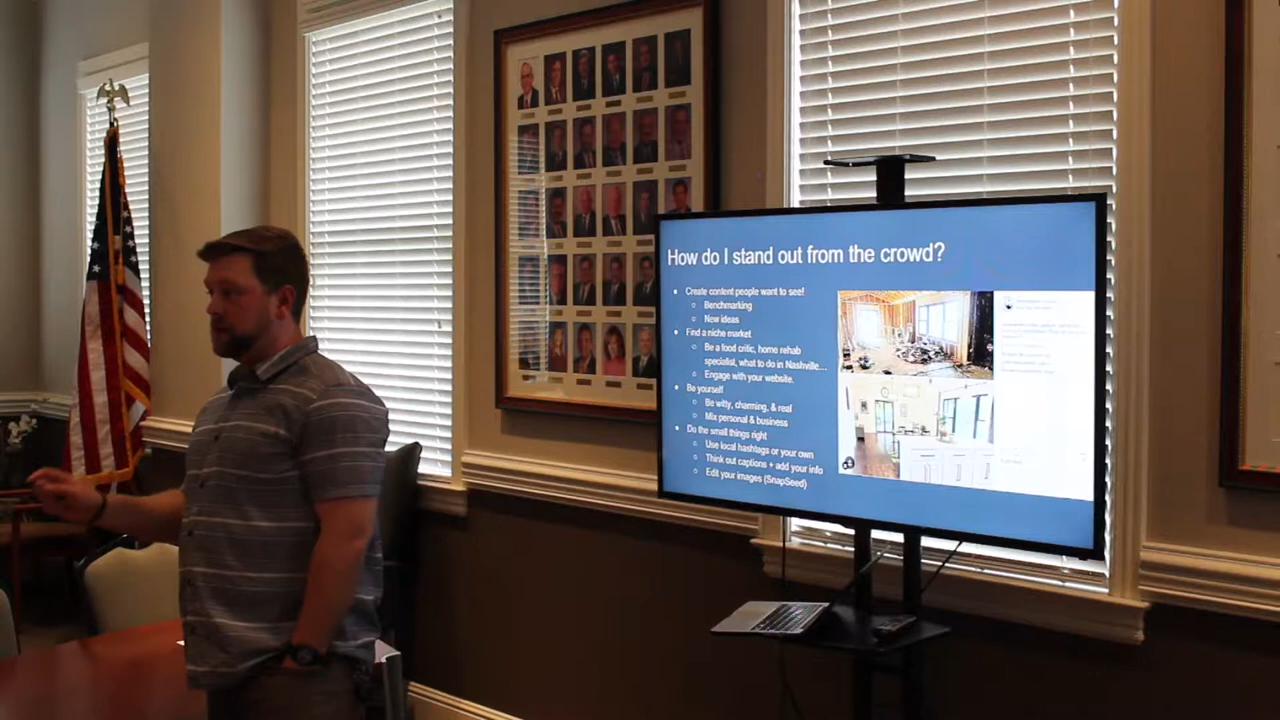 How do I stand out from the crowd?
Create content people want to see!
Benchmarking
New ideas
Find a niche market
Be a food critic, home rehab
specialist, what to do in Nashville...
Engage with your website.
Be yourself
Be witty, charming, & real
Mix personal & business
Do the small things right
Use local hashtags or your own
Think out captions + add your info
Edit your images (SnapSeed)